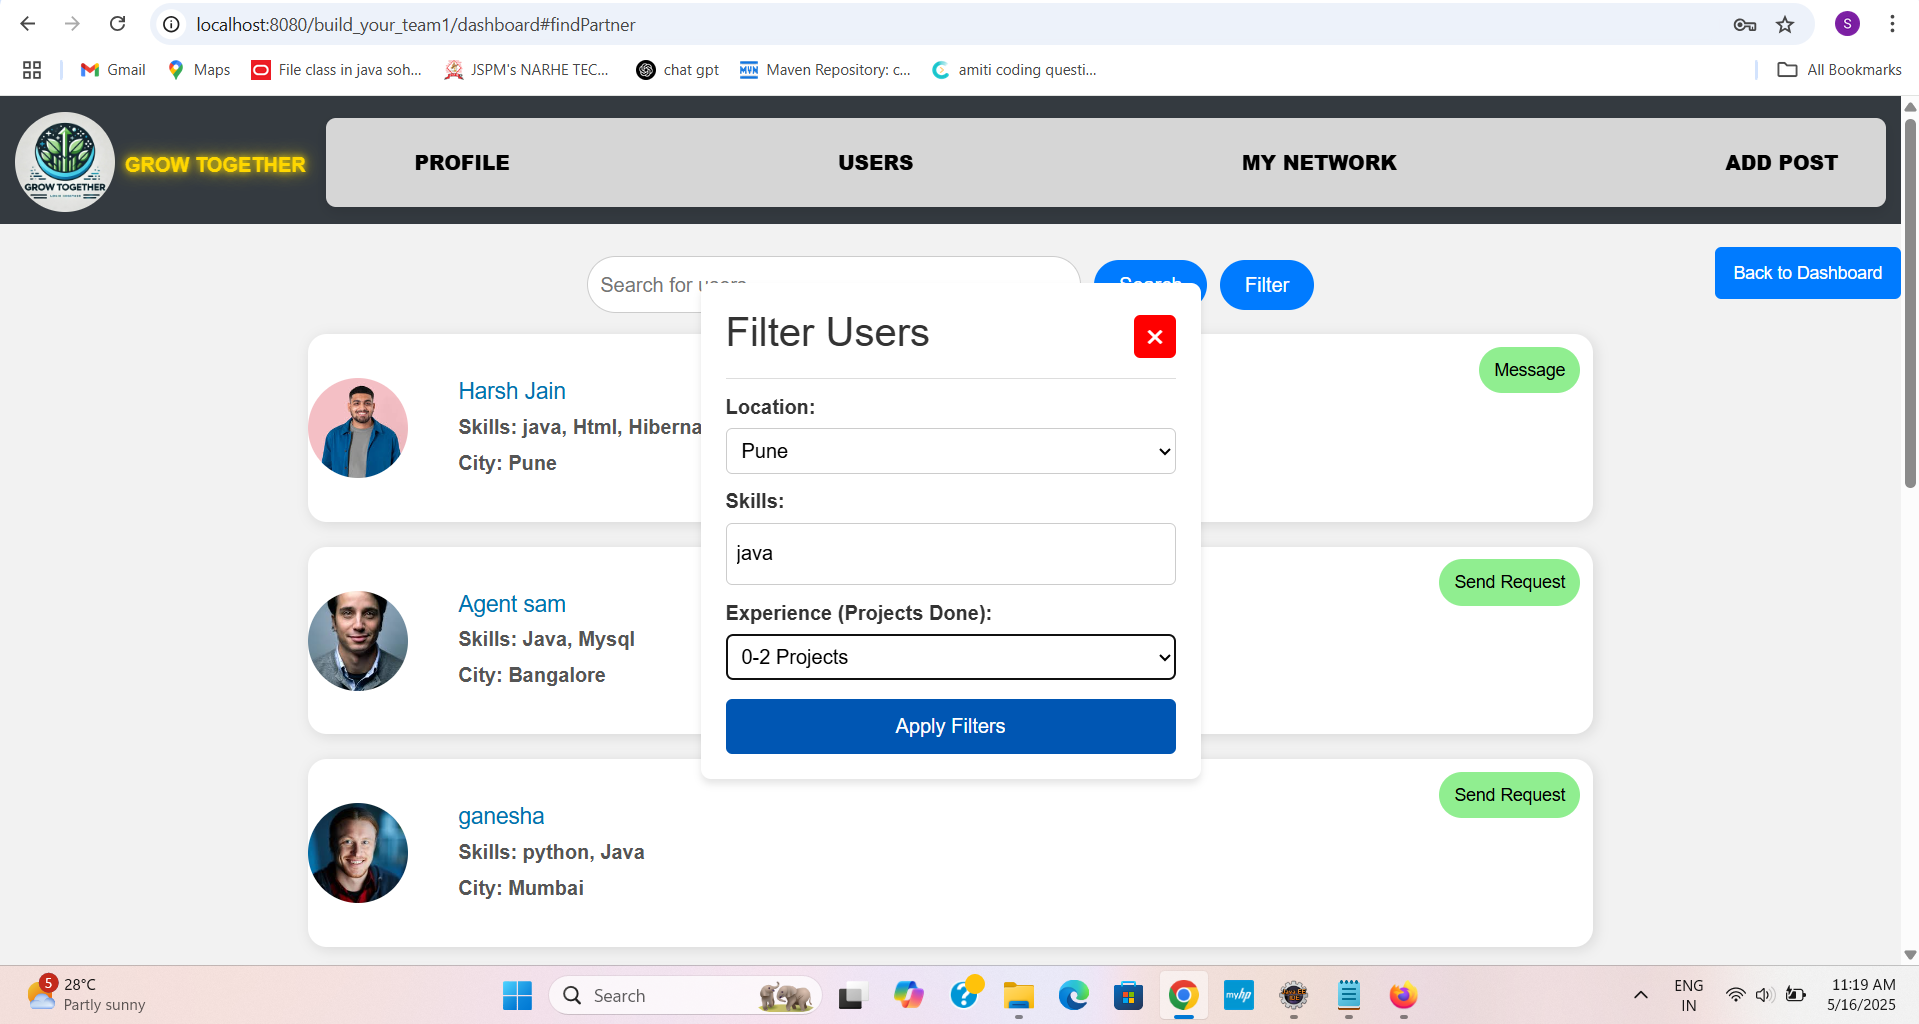 localhost:8080/build_your_team1/dashboard#findPartner
S
Gmail
Maps
File class in java soh...
JSPM's NARHE TEC...
chat gpt
Maven Repository: c...
amiti coding questi...
All Bookmarks
GROW TOGETHER
GROW TOGETHER
PROFILE
USERS
MY NETWORK
ADD POST
Search for users
Search
Filter
Back to Dashboard
Filter Users
Location:
Pune
Skills:
java
Experience (Projects Done):
0-2 Projects
Apply Filters
Harsh Jain
Skills: java, Html, Hiberna
City: Pune
Message
Agent sam
Skills: Java, Mysql
City: Bangalore
Send Request
ganesha
Skills: python, Java
City: Mumbai
Send Request
5
28°C
Partly sunny
Search
myhp
ENG
IN
11:19 AM
5/16/2025